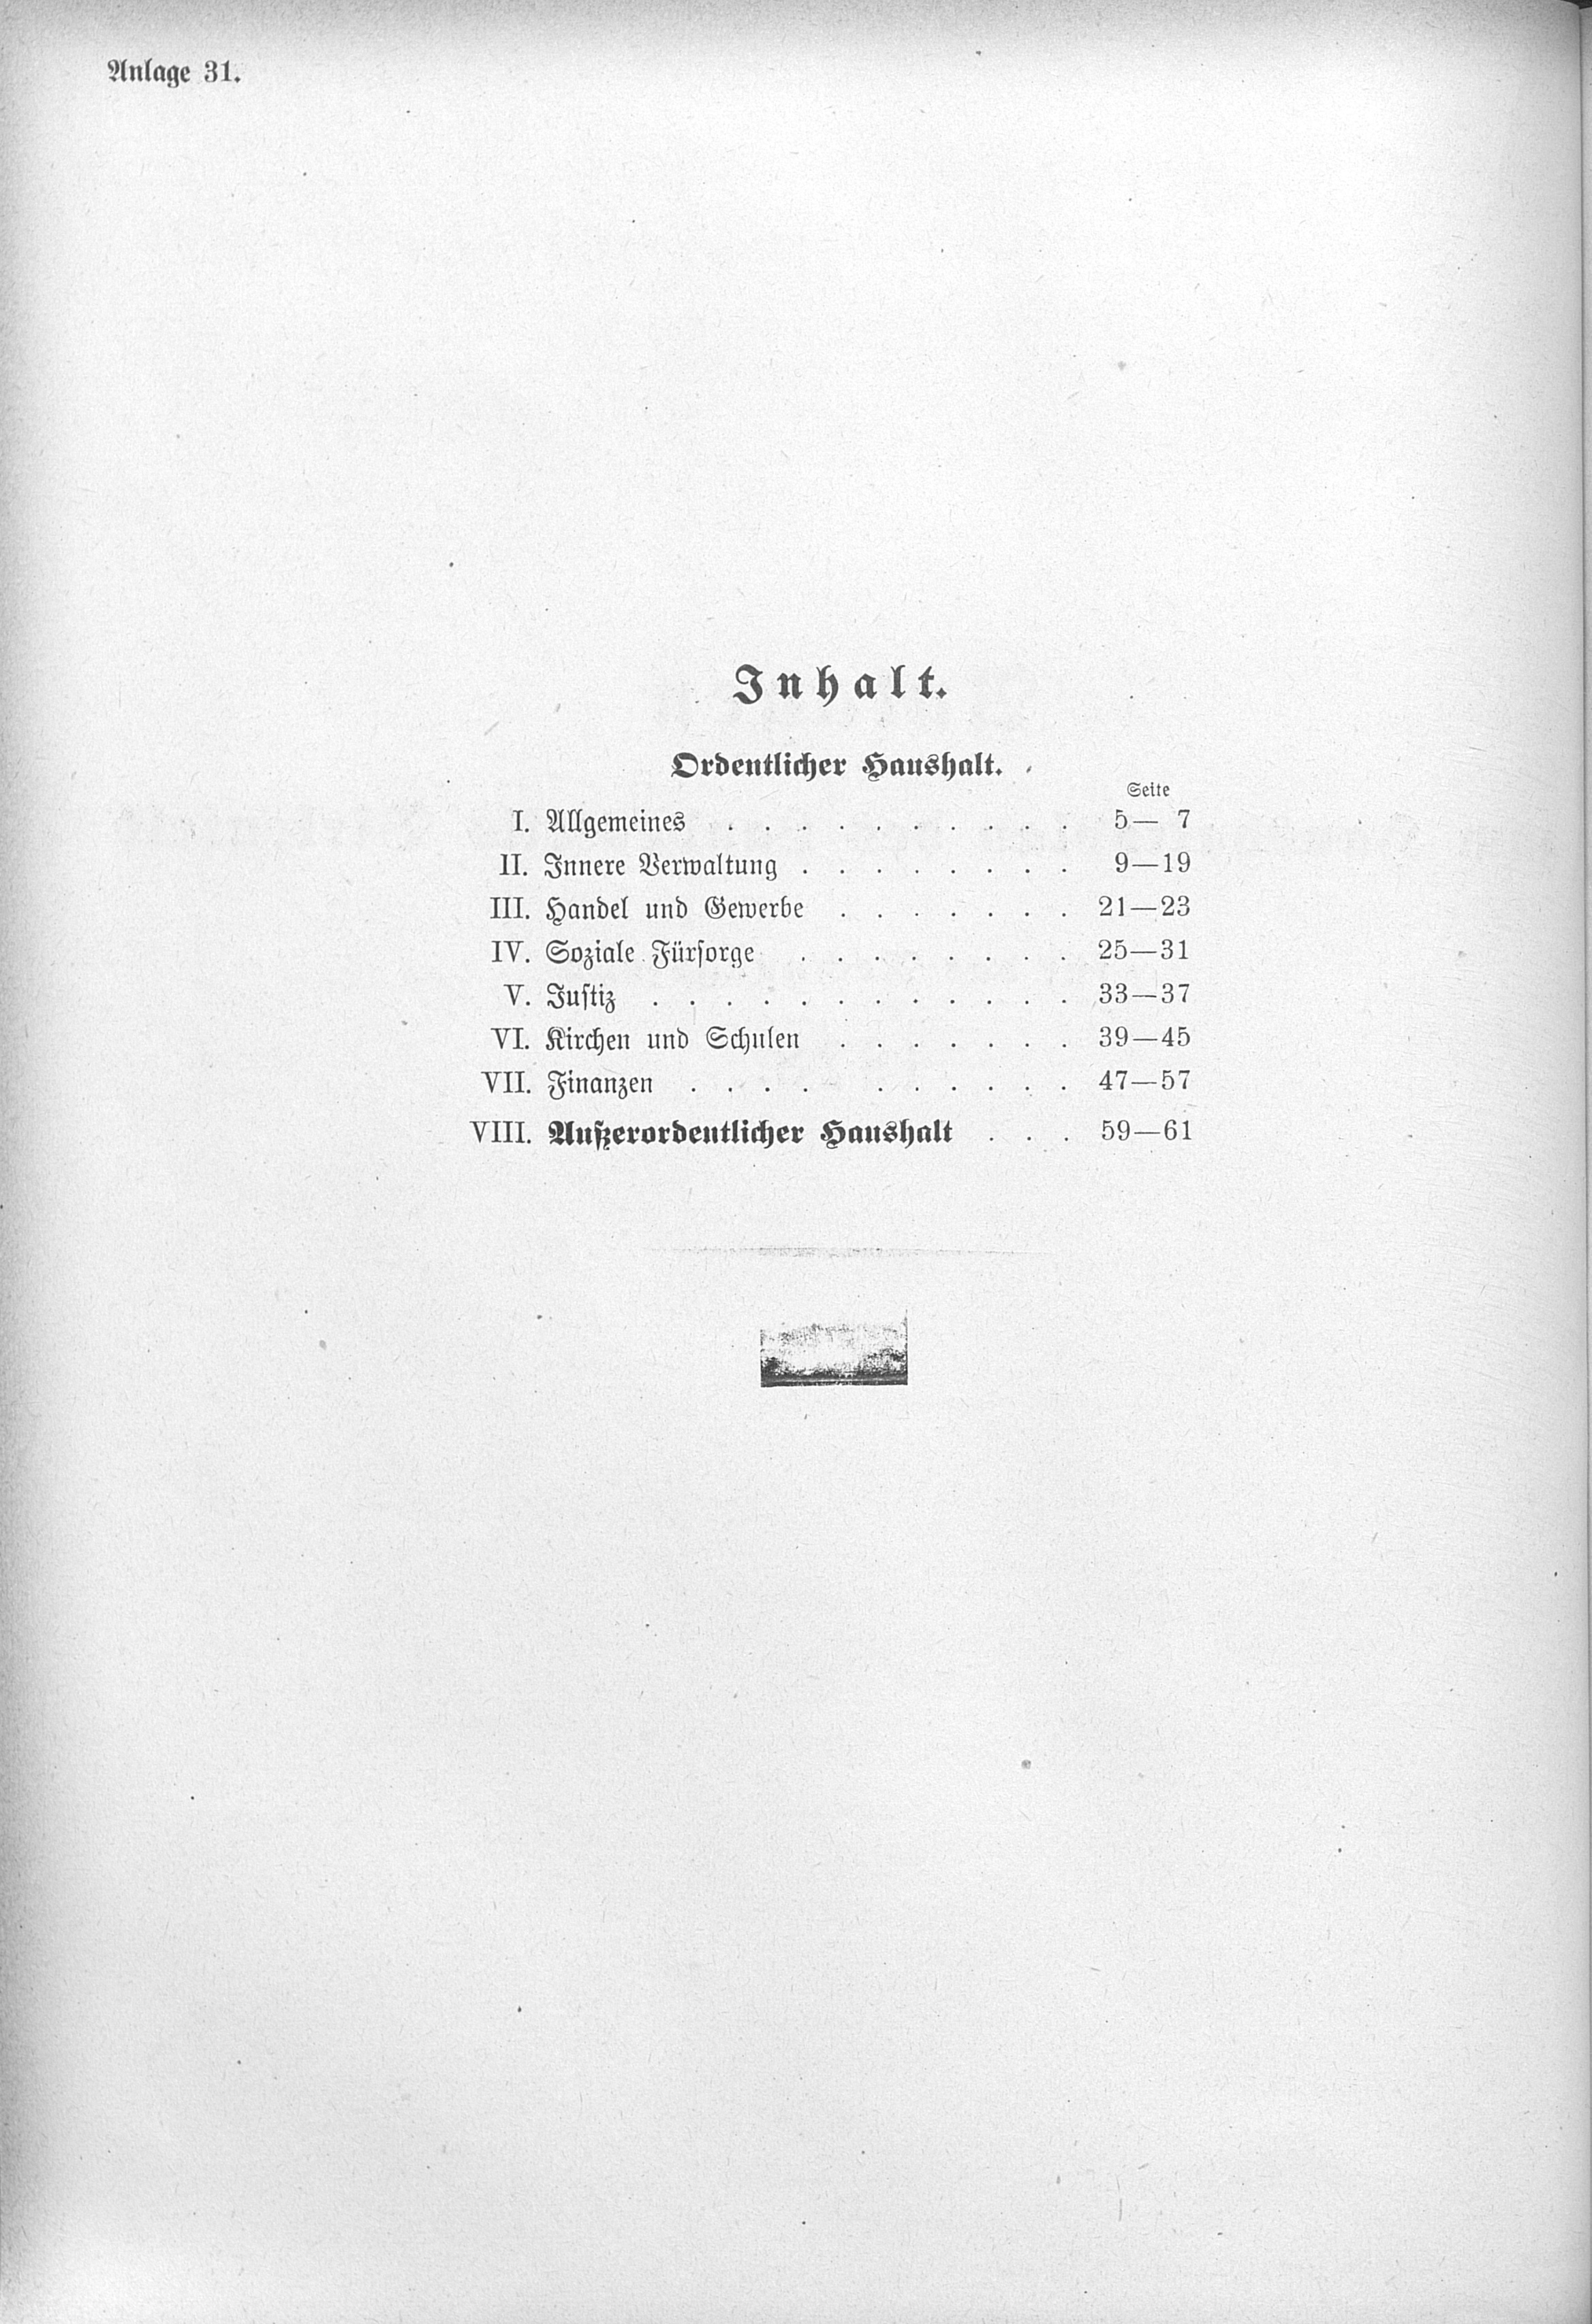 Anlage 31.
Inhalt.
Ordentlicher Haushalt.
Seite
I. Allgemeines . . . . . . . . . . 5— 7
II. Innere Verwaltung . . . . . . . . 9—19
III. Handel und Gewerbe . . . . . . . 21—23
IV. Soziale Fürsorge . . . . . . . . 25—31
V. Justiz . . . . . . . . . . . . 33—37
VI. Kirchen und Schulen . . . . . . . 39—45
VII. Finanzen . . . . . . . . . . 47—57
VIII. Außerordentlicher Haushalt . . . 59—61